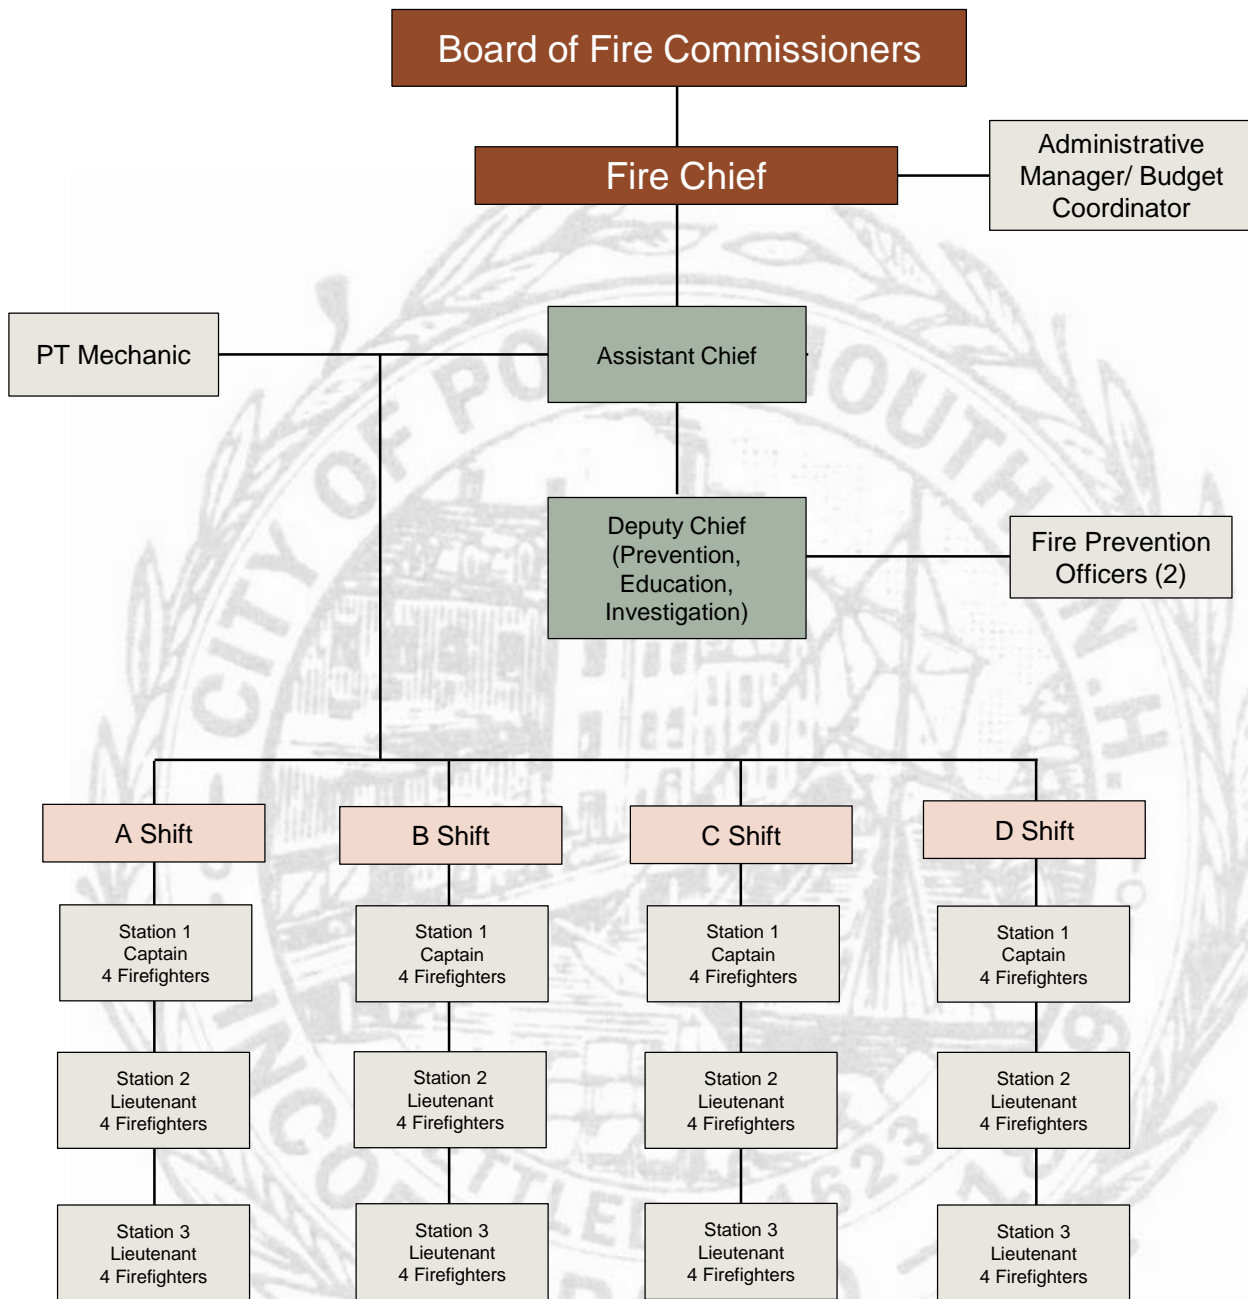 Board of Fire Commissioners
Fire Chief
Administrative
Manager/ Budget
Coordinator
PT Mechanic
Assistant Chief
Deputy Chief
(Prevention,
Education,
Investigation)
Fire Prevention
Officers (2)
A Shift
B Shift
C Shift
D Shift
Station 1
Captain
4 Firefighters
Station 1
Captain
4 Firefighters
Station 1
Captain
4 Firefighters
Station 1
Captain
4 Firefighters
Station 2
Lieutenant
4 Firefighters
Station 2
Lieutenant
4 Firefighters
Station 2
Lieutenant
4 Firefighters
Station 2
Lieutenant
4 Firefighters
Station 3
Lieutenant
4 Firefighters
Station 3
Lieutenant
4 Firefighters
Station 3
Lieutenant
4 Firefighters
Station 3
Lieutenant
4 Firefighters
CITY OF
N.H.
1623